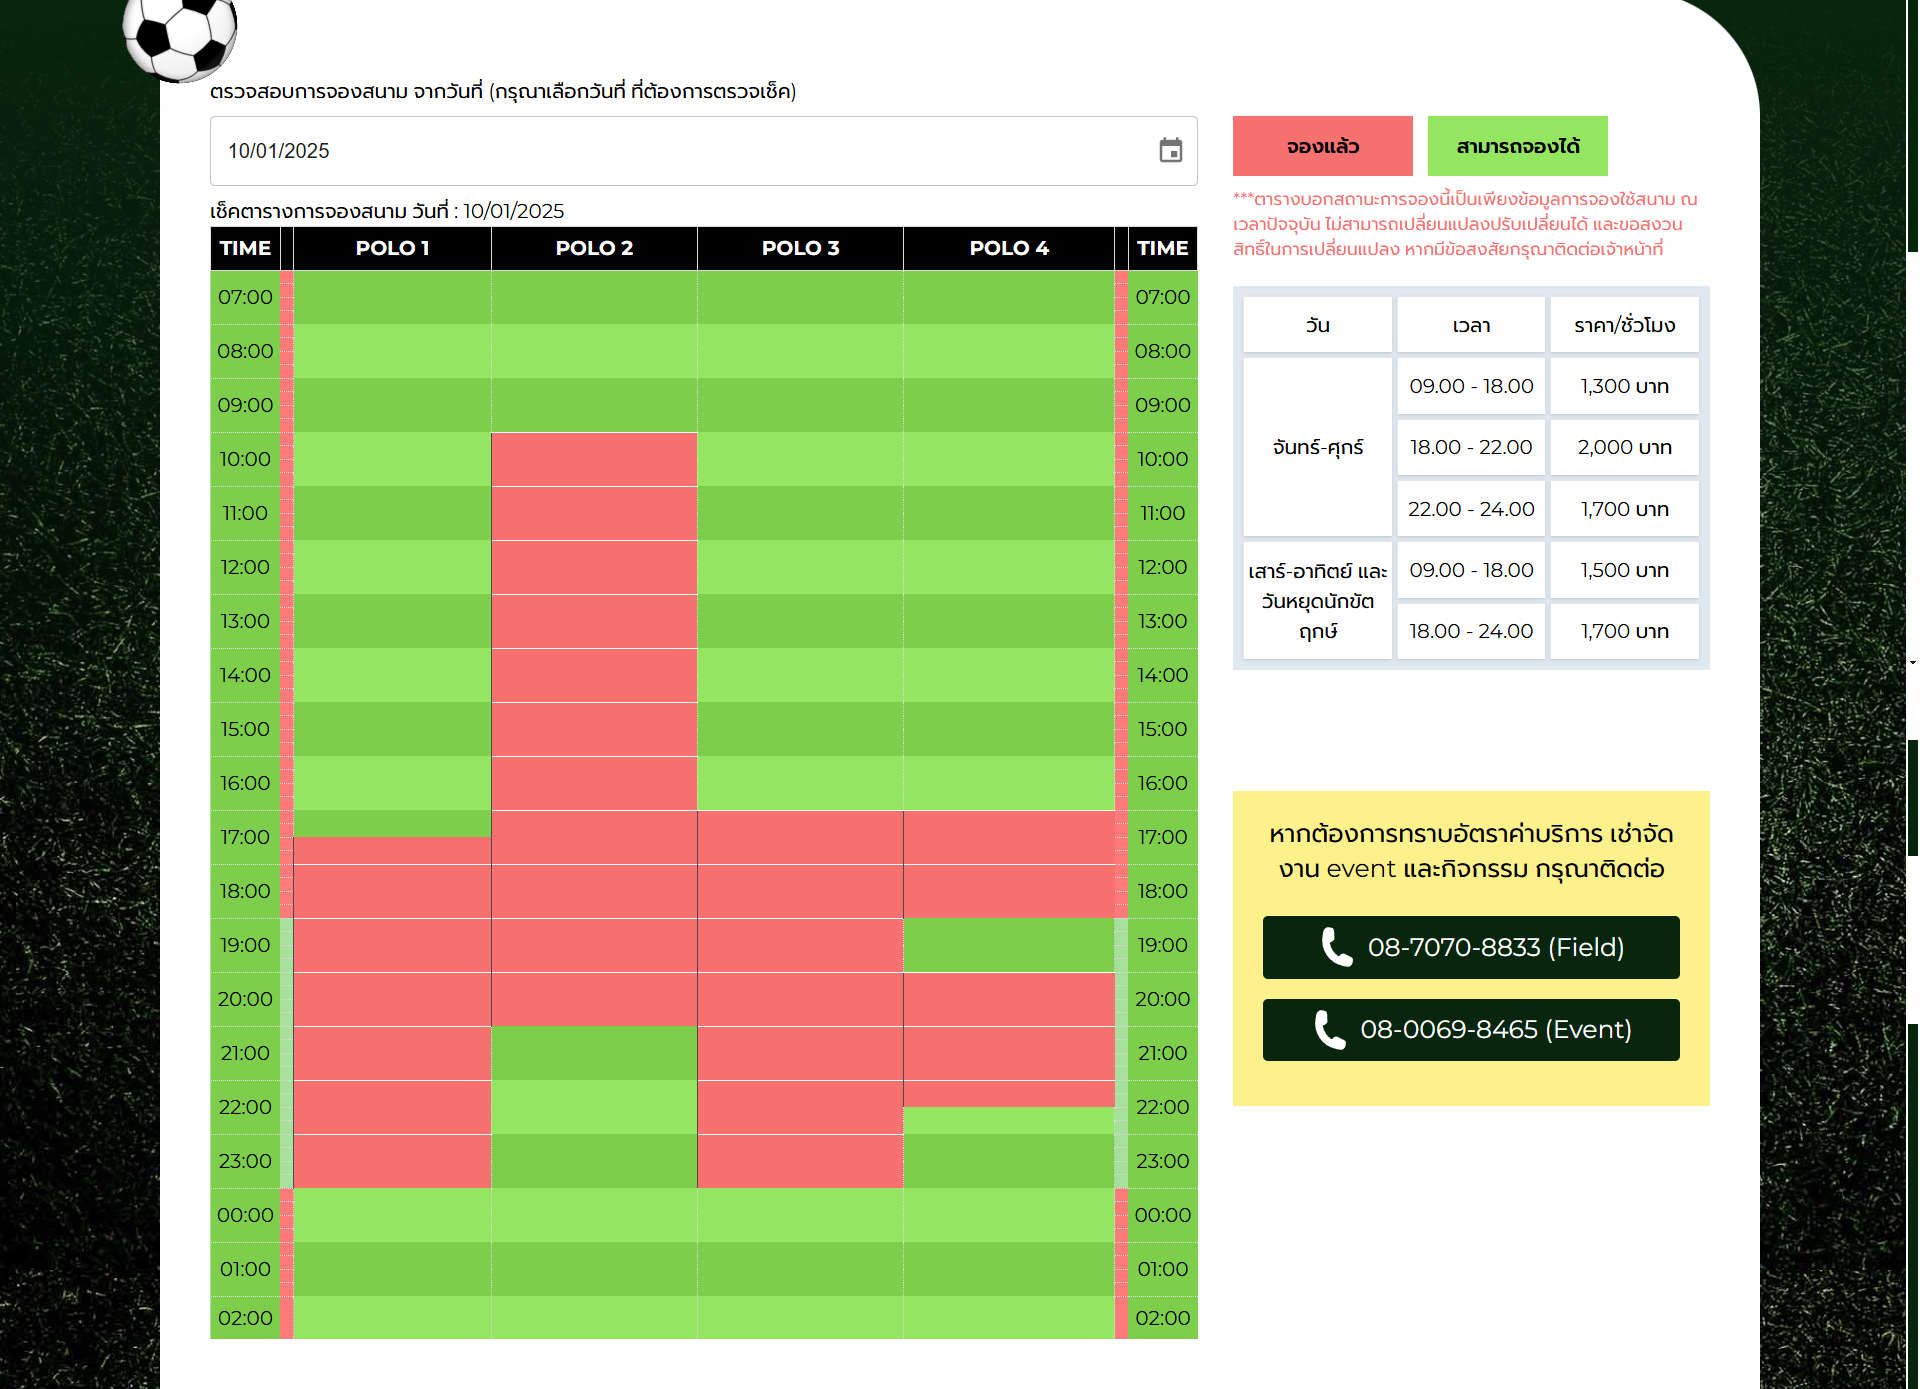 ตรวจสอบการจองสนาม จากวันที่ (กรุณาเลือกวันที่ ที่ต้องการตรวจเช็ค)
10/01/2025
เช็คตารางการจองสนาม วันที่ : 10/01/2025
TIME POLO 1 POLO 2 POLO 3 POLO 4 TIME
07:00 07:00
08:00 08:00
09:00 09:00
10:00 10:00
11:00 11:00
12:00 12:00
13:00 13:00
14:00 14:00
15:00 15:00
16:00 16:00
17:00 17:00
18:00 18:00
19:00 19:00
20:00 20:00
21:00 21:00
22:00 22:00
23:00 23:00
00:00 00:00
01:00 01:00
02:00 02:00
จองแล้ว สามารถจองได้
***ตารางบอกสถานะการจองนี้เป็นเพียงข้อมูลการจองใช้สนาม ณ
เวลาปัจจุบัน ไม่สามารถเปลี่ยนแปลงปรับเปลี่ยนได้ และขอสงวน
สิทธิ์ในการเปลี่ยนแปลง หากมีข้อสงสัยกรุณาติดต่อเจ้าหน้าที่
วัน เวลา ราคา/ชั่วโมง
จันทร์-ศุกร์
09.00 - 18.00 1,300 บาท
18.00 - 22.00 2,000 บาท
22.00 - 24.00 1,700 บาท
เสาร์-อาทิตย์ และ
วันหยุดนักขัต
ฤกษ์
09.00 - 18.00 1,500 บาท
18.00 - 24.00 1,700 บาท
หากต้องการทราบอัตราค่าบริการ เช่าจัด
งาน event และกิจกรรม กรุณาติดต่อ
08-7070-8833 (Field)
08-0069-8465 (Event)